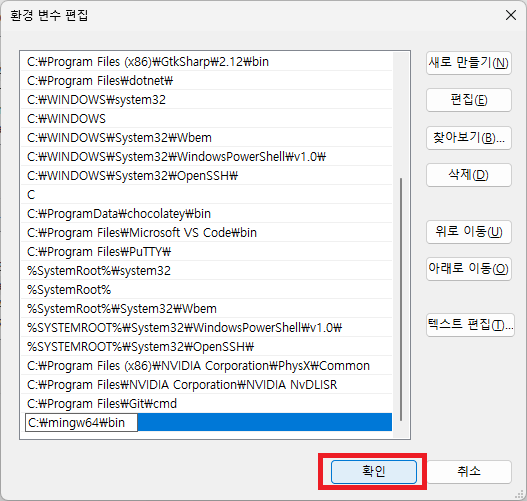 환경 변수 편집
C:₩Program Files (x86)₩GtkSharp₩2.12₩bin
C:₩Program Files₩dotnet₩
C:₩WINDOWS₩system32
C:₩WINDOWS
C:₩WINDOWS₩System32₩Wbem
C:₩WINDOWS₩System32₩WindowsPowerShell₩v1.0₩
C:₩WINDOWS₩System32₩OpenSSH₩
C
C:₩ProgramData₩chocolatey₩bin
C:₩Program Files₩Microsoft VS Code₩bin
C:₩Program Files₩PuTTY₩
%SystemRoot%₩system32
%SystemRoot%
%SystemRoot%₩System32₩Wbem
%SYSTEMROOT%₩System32₩WindowsPowerShell₩v1.0₩
%SYSTEMROOT%₩System32₩OpenSSH₩
C:₩Program Files (x86)₩NVIDIA Corporation₩PhysX₩Common
C:₩Program Files₩NVIDIA Corporation₩NVIDIA NvDLISR
C:₩Program Files₩Git₩cmd
C:₩mingw64₩bin
새로 만들기(N)
편집(E)
찾아보기(B)...
삭제(D)
위로 이동(U)
아래로 이동(O)
텍스트 편집(T)...
확인
취소